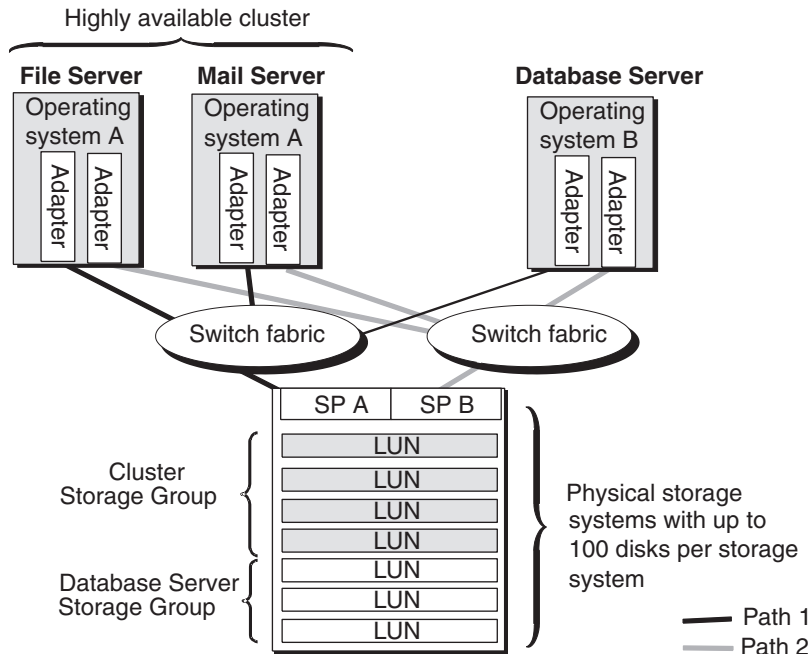 Highly available cluster
File Server
Mail Server
Database Server
Operating
system A
Adapter
Adapter
Operating
system A
Adapter
Adapter
Operating
system B
Adapter
Adapter
Switch fabric
Switch fabric
SP A
SP B
LUN
LUN
LUN
LUN
LUN
LUN
LUN
Cluster
Storage Group
Database Server
Storage Group
Physical storage
systems with up to
100 disks per storage
system
Path 1
Path 2